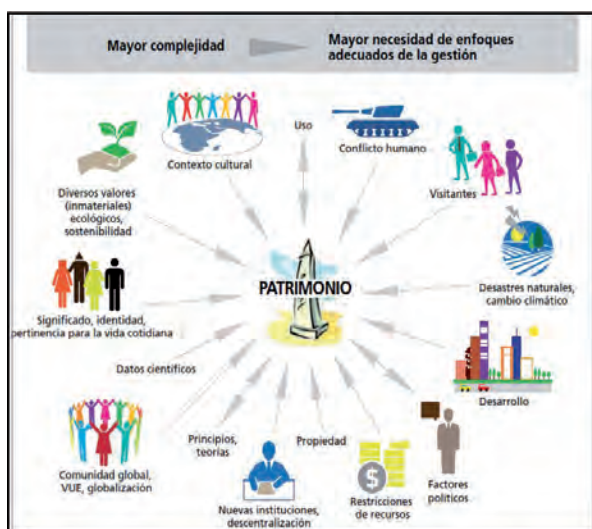 Mayor complejidad
Mayor necesidad de enfoques
adecuados de la gestión
Uso
Contexto cultural
Conflicto humano
Visitantes
Diversos valores
(inmateriales)
ecológicos,
sostenibilidad
PATRIMONIO
Desastres naturales,
cambio climático
Significado, identidad,
pertinencia para la vida cotidiana
Datos científicos
Desarrollo
Principios,
teorías
Propiedad
Comunidad global,
VUE, globalización
Nuevas instituciones,
descentralización
$
Restricciones
de recursos
Factores
políticos